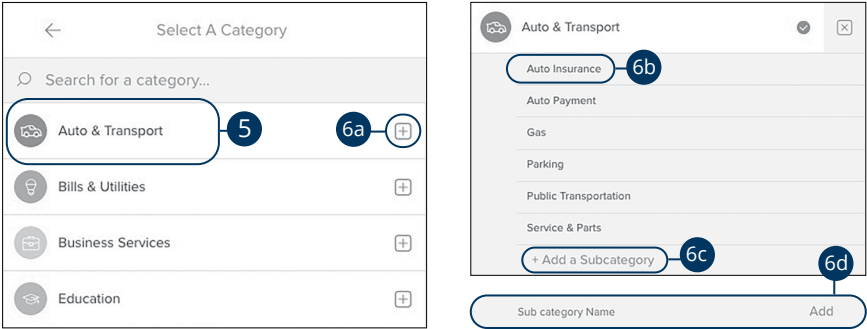 Select A Category
Search for a category...
Auto & Transport
5
6a
Bills & Utilities
Business Services
Education
Auto & Transport
Auto Insurance
6b
Auto Payment
Gas
Parking
Public Transportation
Service & Parts
+ Add a Subcategory
6c
6d
Sub category Name Add